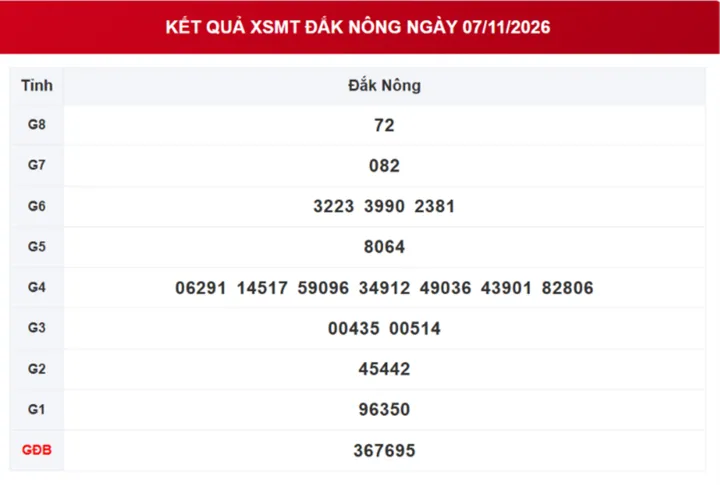 KẾT QUẢ XSMT ĐẮK NÔNG NGÀY 07/11/2026
Tỉnh Đắk Nông
G8 72
G7 082
G6 3223 3990 2381
G5 8064
G4 06291 14517 59096 34912 49036 43901 82806
G3 00435 00514
G2 45442
G1 96350
GĐB 367695